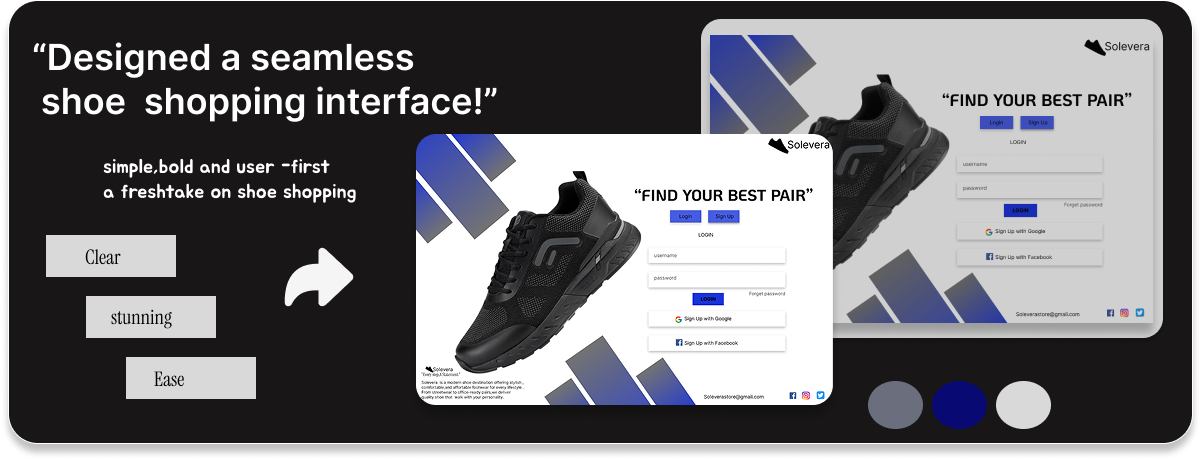 “Designed a seamless
shoe shopping interface!”
simple,bold and user -first
a freshtake on shoe shopping
Clear
stunning
Ease
Solevera
“FIND YOUR BEST PAIR”
Login
Sign Up
LOGIN
username
password
LOGIN
Forget password
Sign Up with Google
Sign Up with Facebook
Solevera
Solevera is a modern shoe destination offering stylish,
comfortable,and affordable footwear for every lifestyle.
From streetwear to office-ready pairs,we deliver
quality shoe that work with your personality.
Soleverastore@gmail.com
Solevera
“FIND YOUR BEST PAIR”
Login
Sign Up
LOGIN
username
password
LOGIN
Forget password
Sign Up with Google
Sign Up with Facebook
Soleverastore@gmail.com